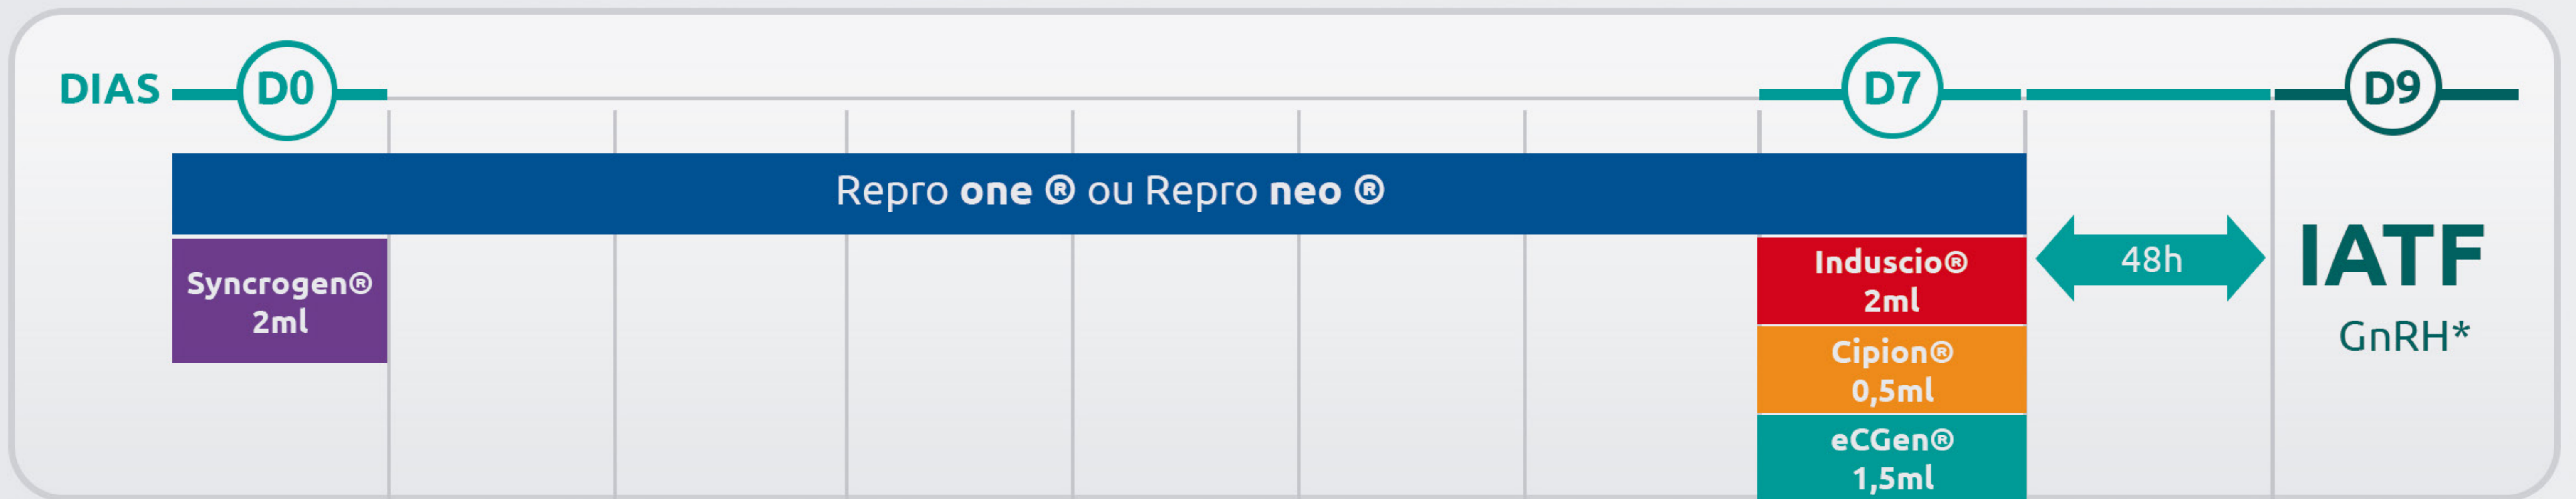 DIAS D0 D7 D9
Repro one ® ou Repro neo ®
Syncrogen®
2ml
Induscio®
2ml
Cipion®
0,5ml
eCGen®
1,5ml
48h
IATF
GnRH*